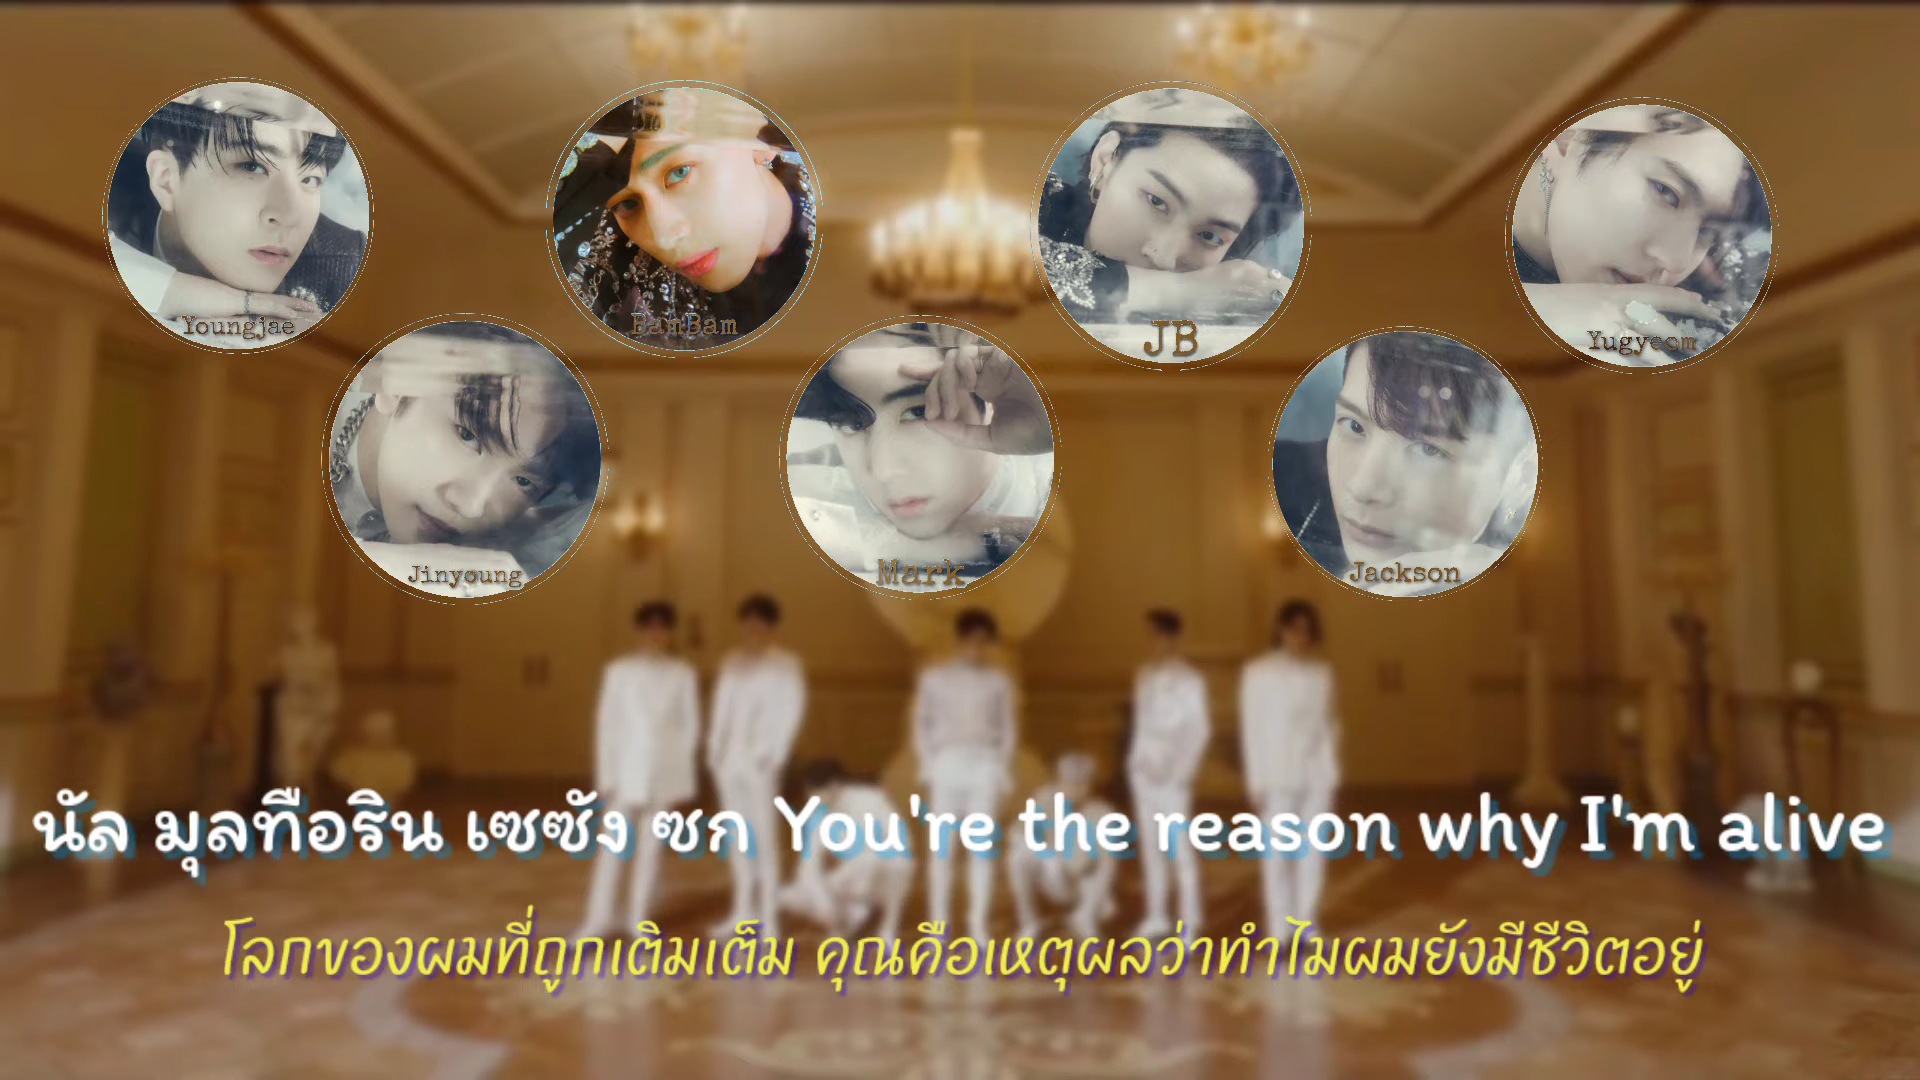 Youngjae
BamBam
JB
Yugyeom
Jinyoung
Mark
Jackson
นัล มุลทือริน เซซัง ซก You're the reason why I'm alive
โลกของผมที่ถูกเติมเต็ม คุณคือเหตุผลว่าทำไมผมยังมีชีวิตอยู่